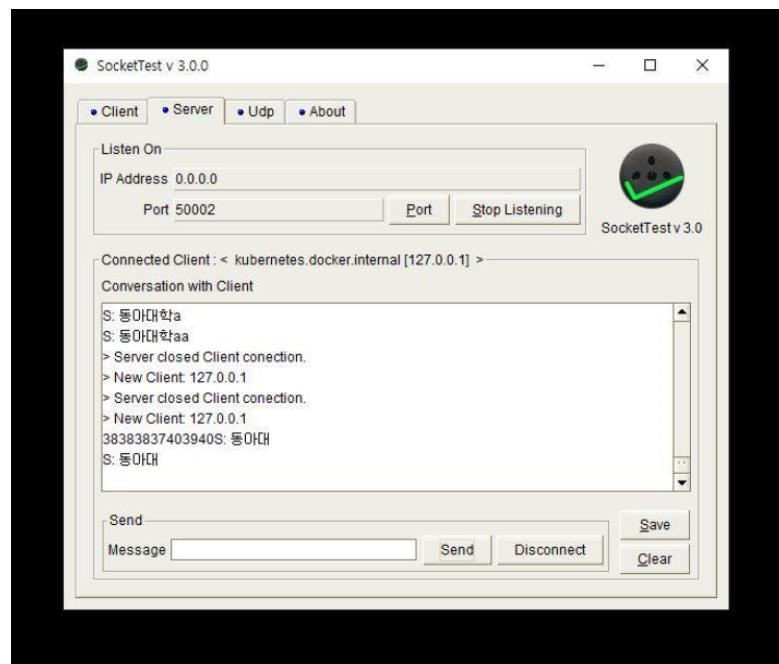 SocketTest v 3.0.0
Client Server Udp About
Listen On
IP Address 0.0.0.0
Port 50002 Port Stop Listening
SocketTest v 3.0
Connected Client : < kubernetes.docker.internal [127.0.0.1] >
Conversation with Client
S: 동아대학a
S: 동아대학aa
> Server closed Client conection.
> New Client: 127.0.0.1
> Server closed Client conection.
> New Client: 127.0.0.1
38383837403940S: 동아대
S: 동아대
Send
Message Send Disconnect
Save
Clear